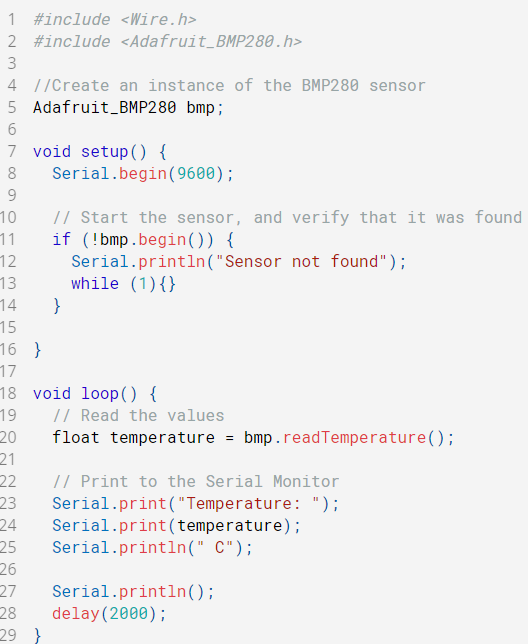 1 #include <Wire.h>
2 #include <Adafruit_BMP280.h>
3
4 //Create an instance of the BMP280 sensor
5 Adafruit_BMP280 bmp;
6
7 void setup() {
8   Serial.begin(9600);
9
10   // Start the sensor, and verify that it was found
11   if (!bmp.begin()) {
12     Serial.println("Sensor not found");
13     while (1){}
14   }
15
16 }
17
18 void loop() {
19   // Read the values
20   float temperature = bmp.readTemperature();
21
22   // Print to the Serial Monitor
23   Serial.print("Temperature: ");
24   Serial.print(temperature);
25   Serial.println(" C");
26
27   Serial.println();
28   delay(2000);
29 }